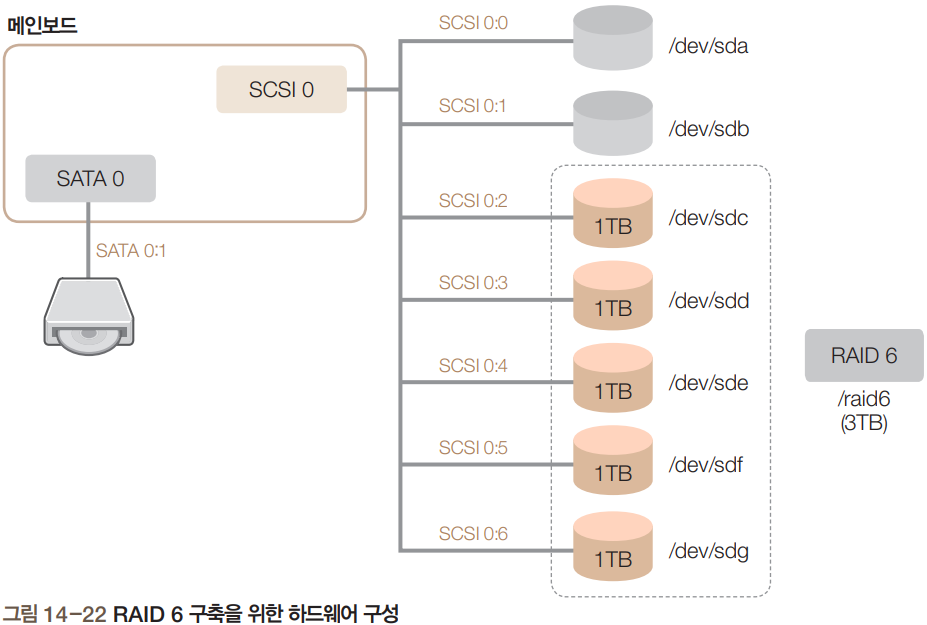 메인보드
SCSI 0
SATA 0
SATA 0:1
SCSI 0:0
/dev/sda
SCSI 0:1
/dev/sdb
SCSI 0:2
1TB
/dev/sdc
SCSI 0:3
1TB
/dev/sdd
SCSI 0:4
1TB
/dev/sde
SCSI 0:5
1TB
/dev/sdf
SCSI 0:6
1TB
/dev/sdg
RAID 6
/raid6
(3TB)
그림 14-22 RAID 6 구축을 위한 하드웨어 구성